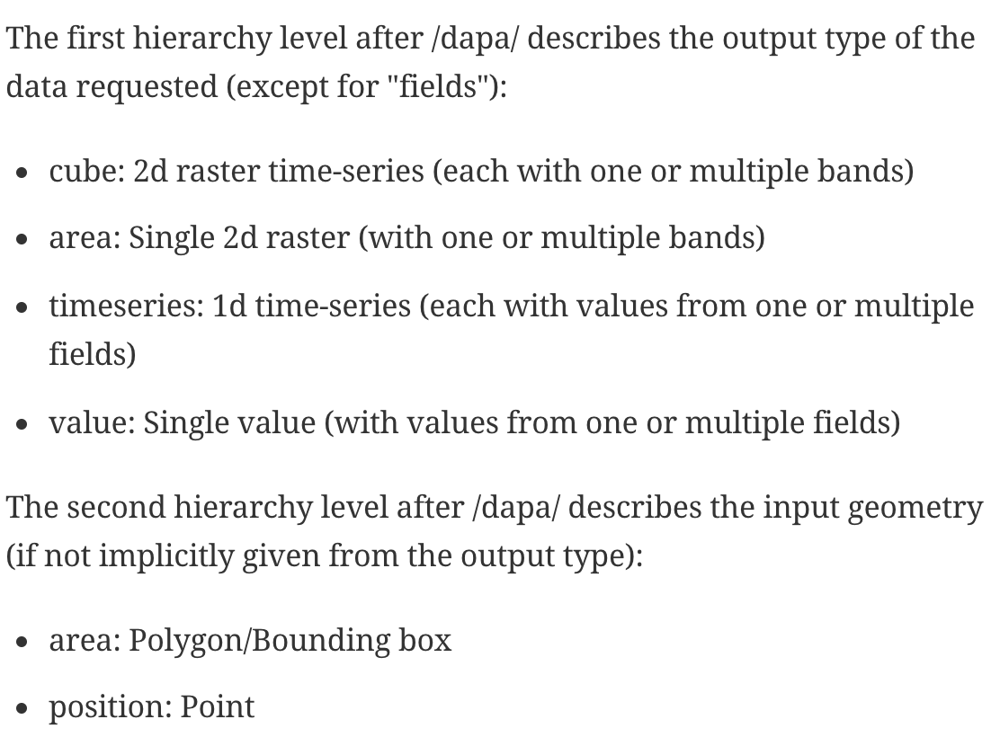 The first hierarchy level after /dapa/ describes the output type of the
data requested (except for "fields"):
• cube: 2d raster time-series (each with one or multiple bands)
• area: Single 2d raster (with one or multiple bands)
• timeseries: 1d time-series (each with values from one or multiple
fields)
• value: Single value (with values from one or multiple fields)
The second hierarchy level after /dapa/ describes the input geometry
(if not implicitly given from the output type):
• area: Polygon/Bounding box
• position: Point